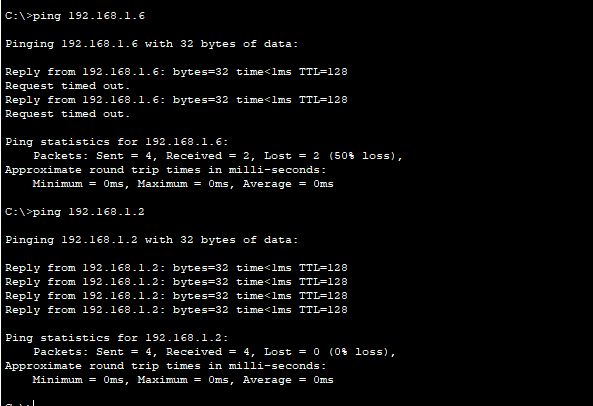 C:\>ping 192.168.1.6
Pinging 192.168.1.6 with 32 bytes of data:
Reply from 192.168.1.6: bytes=32 time<1ms TTL=128
Request timed out.
Reply from 192.168.1.6: bytes=32 time<1ms TTL=128
Request timed out.
Ping statistics for 192.168.1.6:
    Packets: Sent = 4, Received = 2, Lost = 2 (50% loss),
Approximate round trip times in milli-seconds:
    Minimum = 0ms, Maximum = 0ms, Average = 0ms
C:\>ping 192.168.1.2
Pinging 192.168.1.2 with 32 bytes of data:
Reply from 192.168.1.2: bytes=32 time<1ms TTL=128
Reply from 192.168.1.2: bytes=32 time<1ms TTL=128
Reply from 192.168.1.2: bytes=32 time<1ms TTL=128
Reply from 192.168.1.2: bytes=32 time<1ms TTL=128
Ping statistics for 192.168.1.2:
    Packets: Sent = 4, Received = 4, Lost = 0 (0% loss),
Approximate round trip times in milli-seconds:
    Minimum = 0ms, Maximum = 0ms, Average = 0ms